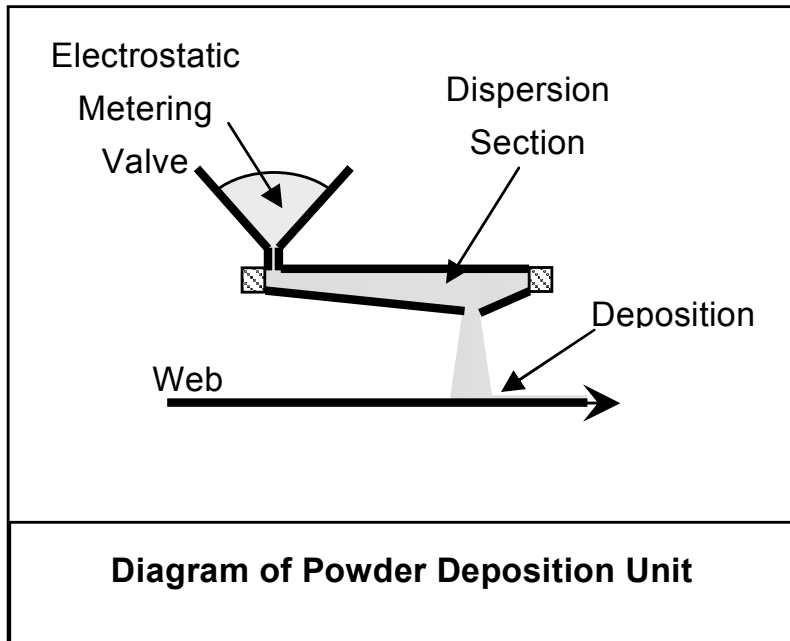 Electrostatic
Metering
Valve
Dispersion
Section
Deposition
Web
Diagram of Powder Deposition Unit